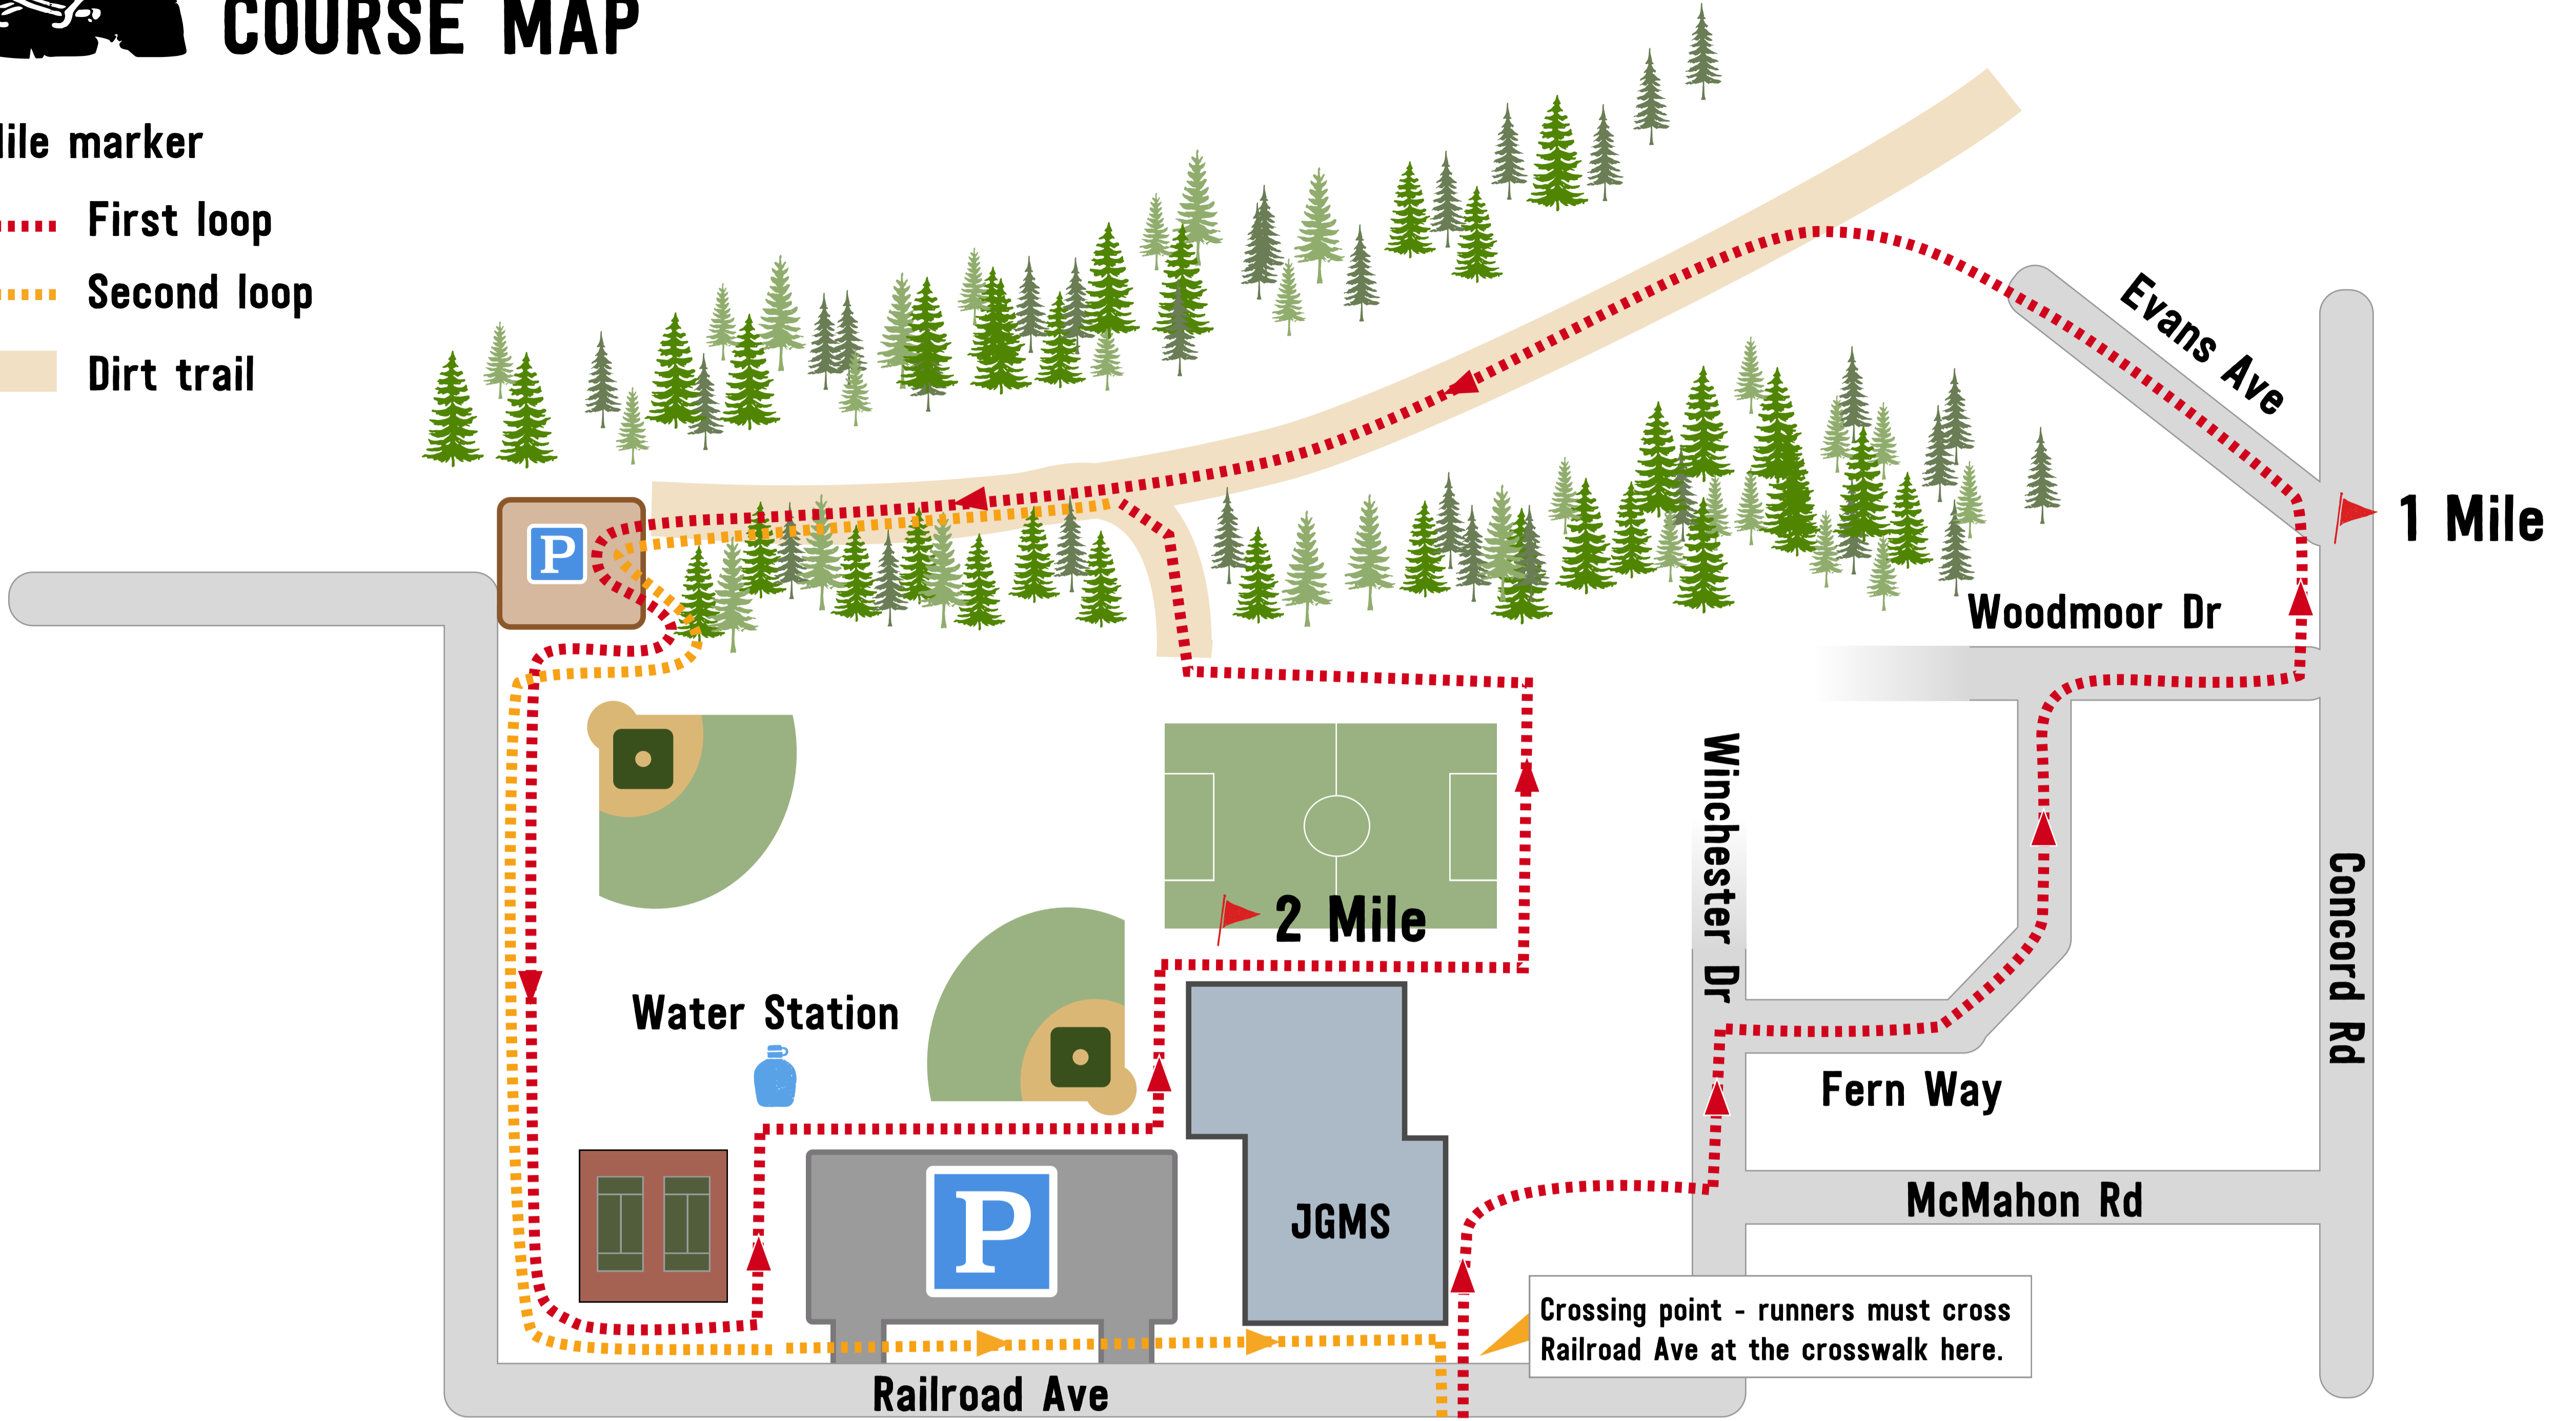 COURSE MAP
ile marker
First loop
Second loop
Dirt trail
Evans Ave
1 Mile
P
Woodmoor Dr
Winchester Dr
Concord Rd
2 Mile
Water Station
Fern Way
P
JGMS
McMahon Rd
Crossing point - runners must cross
Railroad Ave at the crosswalk here.
Railroad Ave